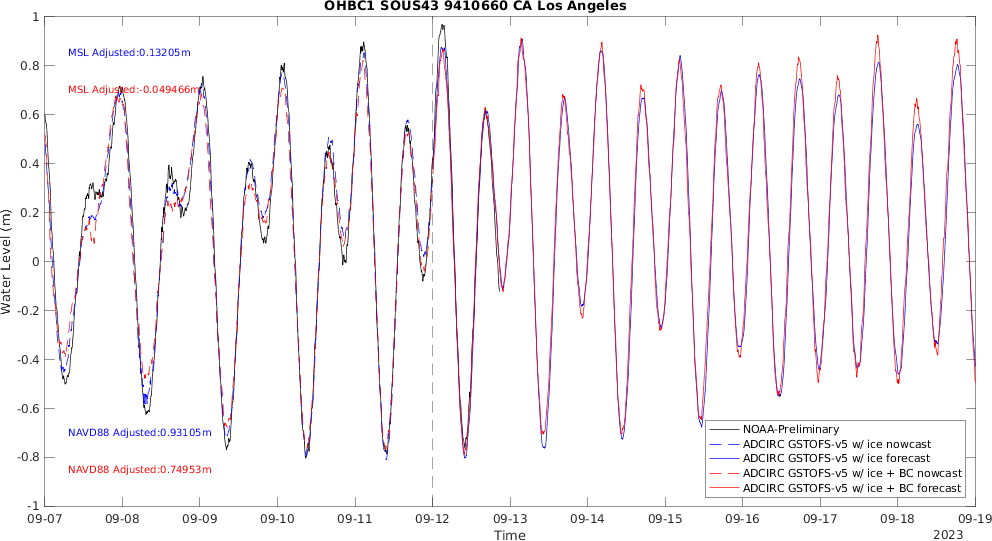 OHBC1 SOUS43 9410660 CA Los Angeles
1
0.8
0.6
0.4
0.2
0
-0.2
-0.4
-0.6
-0.8
-1
Water Level (m)
MSL Adjusted:0.13205m
MSL Adjusted:-0.049466m
NAVD88 Adjusted:0.93105m
NAVD88 Adjusted:0.74953m
NOAA-Preliminary
ADCIRC GSTOFS-v5 w/ ice nowcast
ADCIRC GSTOFS-v5 w/ ice forecast
ADCIRC GSTOFS-v5 w/ ice + BC nowcast
ADCIRC GSTOFS-v5 w/ ice + BC forecast
09-07 09-08 09-09 09-10 09-11 09-12 09-13 09-14 09-15 09-16 09-17 09-18 09-19
Time
2023